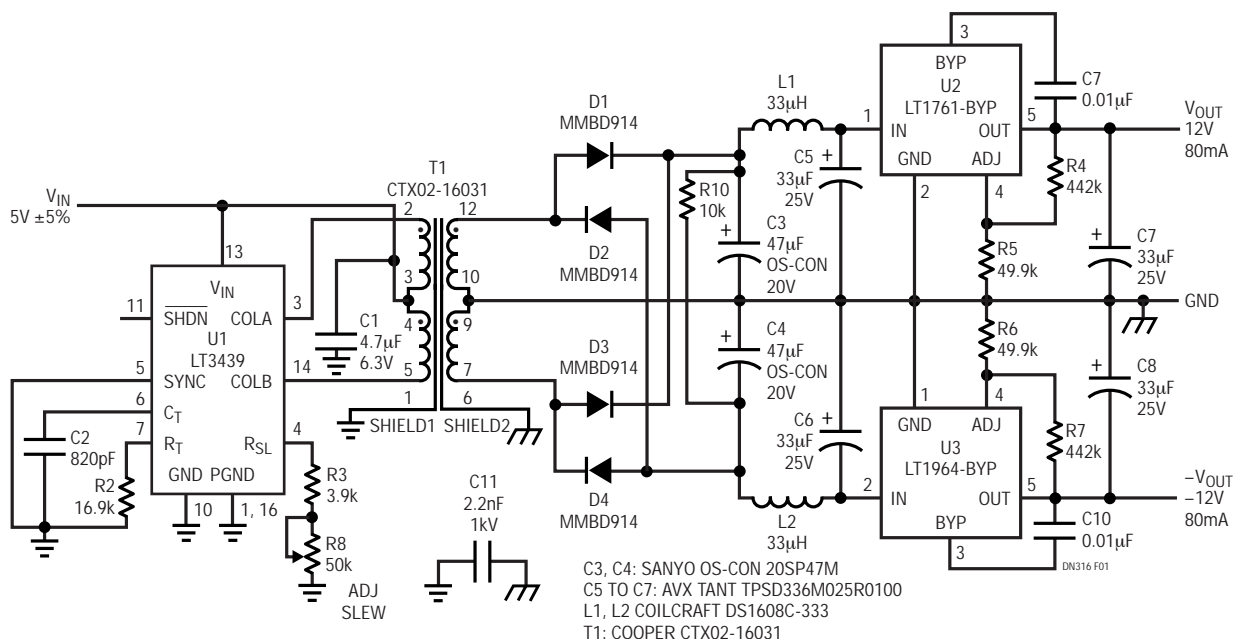 3
BYP
U2
LT1761-BYP
C7
0.01µF
L1
33µH
1
IN
OUT
5
VOUT
12V
80mA
GND
ADJ
2
4
R4
442k
D1
MMBD914
C5
33µF
25V
+
T1
CTX02-16031
R10
10k
VIN
5V ±5%
2
12
D2
MMBD914
+
C3
47µF
OS-CON
20V
R5
49.9k
+
C7
33µF
25V
13
VIN
11
SHDN
COLA
3
3
10
GND
U1
LT3439
C1
4.7µF
6.3V
4
9
C4
47µF
OS-CON
20V
+
R6
49.9k
5
SYNC
COLB
14
5
7
D3
MMBD914
+
C8
33µF
25V
6
CT
1
6
SHIELD1
SHIELD2
1
4
GND
ADJ
C6
33µF
25V
+
R7
442k
U3
LT1964-BYP
C2
820pF
7
RT
RSL
4
GND
PGND
R3
3.9k
R2
16.9k
10
1, 16
C11
2.2nF
1kV
D4
MMBD914
2
IN
OUT
5
–VOUT
–12V
80mA
L2
33µH
BYP
3
C10
0.01µF
R8
50k
ADJ
SLEW
DN316 F01
C3, C4: SANYO OS-CON 20SP47M
C5 TO C7: AVX TANT TPSD336M025R0100
L1, L2 COILCRAFT DS1608C-333
T1: COOPER CTX02-16031